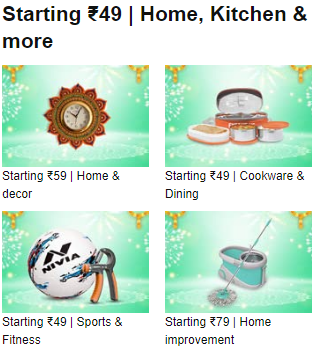 Starting ₹49 | Home, Kitchen &
more
Starting ₹59 | Home &
decor
Starting ₹49 | Cookware &
Dining
NIVIA
Starting ₹49 | Sports &
Fitness
Starting ₹79 | Home
improvement